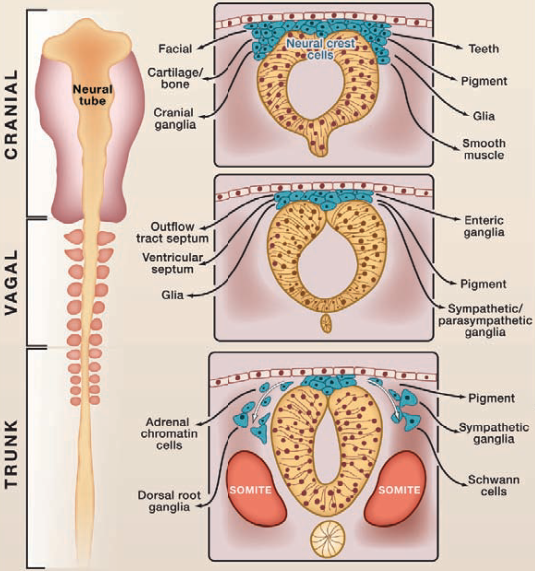 CRANIAL
Neural
tube
Facial
Cartilage/
bone
Cranial
ganglia
Neural crest
cells
Teeth
Pigment
Glia
Smooth
muscle
VAGAL
Outflow
tract septum
Ventricular
septum
Glia
Enteric
ganglia
Pigment
Sympathetic/
parasympathetic
ganglia
TRUNK
Adrenal
chromatin
cells
Dorsal root
ganglia
SOMITE
SOMITE
Pigment
Sympathetic
ganglia
Schwann
cells